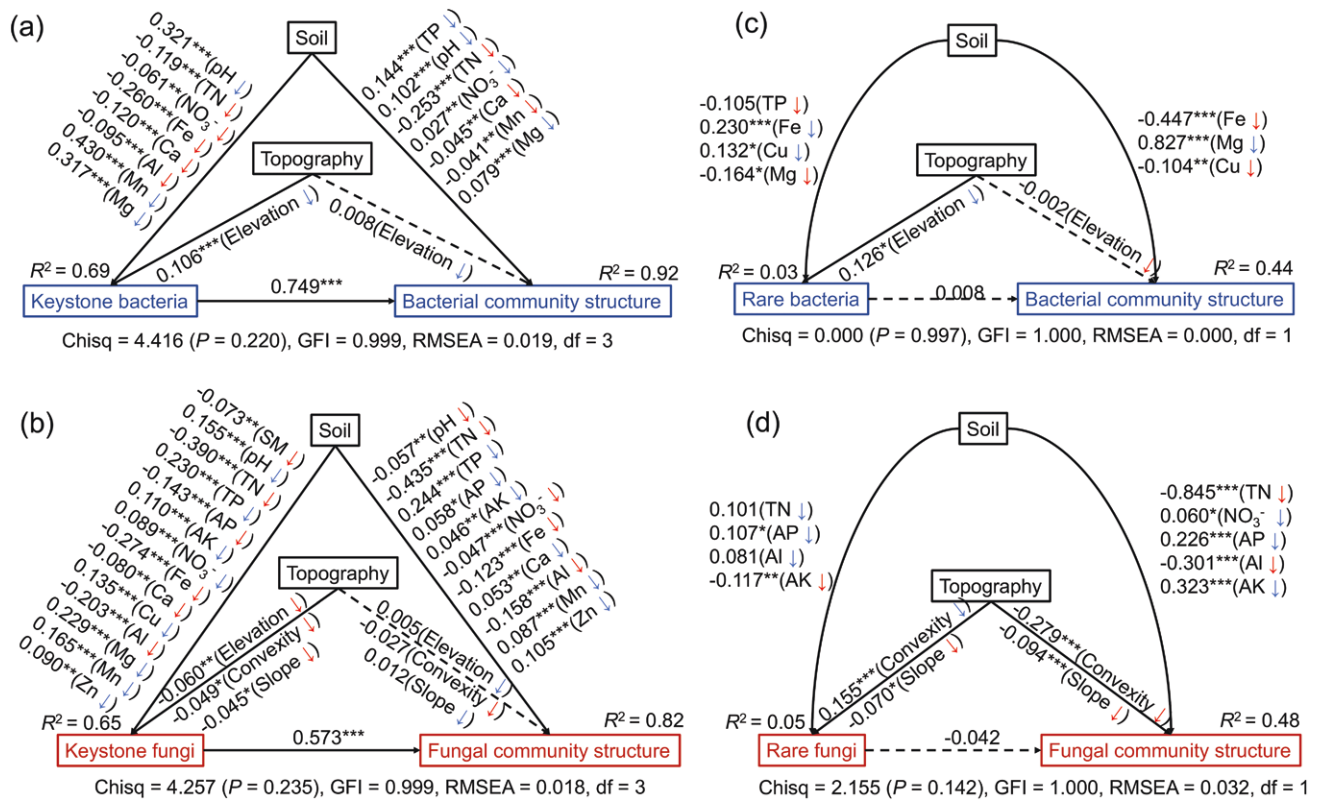 (a)
Soil
0.321***(pH ↓)
-0.119***(TN ↓)
-0.061**(NO₃⁻ ↓)
-0.260***(Fe ↓)
-0.120***(Ca ↓)
-0.095***(Al ↓)
0.430***(Mn ↓)
0.317***(Mg ↓)
0.144***(TP ↓)
0.102***(pH ↓)
-0.253***(TN ↓)
0.027**(NO₃⁻ ↓)
-0.045**(Ca ↓)
-0.041**(Mn ↓)
0.079***(Mg ↓)
Topography
0.106***(Elevation ↓)
0.008(Elevation ↓)
R² = 0.69
R² = 0.92
Keystone bacteria
0.749***
Bacterial community structure
Chisq = 4.416 (P = 0.220), GFI = 0.999, RMSEA = 0.019, df = 3
(c)
Soil
-0.105(TP ↓)
0.230***(Fe ↓)
0.132*(Cu ↓)
-0.164*(Mg ↓)
-0.447***(Fe ↓)
0.827***(Mg ↓)
-0.104**(Cu ↓)
Topography
0.126*(Elevation ↓)
-0.002(Elevation ↓)
R² = 0.03
R² = 0.44
Rare bacteria
0.008
Bacterial community structure
Chisq = 0.000 (P = 0.997), GFI = 1.000, RMSEA = 0.000, df = 1
(b)
Soil
-0.073**(SM ↓)
0.155***(pH ↓)
-0.390***(TN ↓)
0.230***(TP ↓)
-0.143***(AP ↓)
0.110***(AK ↓)
0.089**(NO₃⁻ ↓)
-0.274***(Fe ↓)
-0.080**(Ca ↓)
0.135***(Cu ↓)
-0.203***(Al ↓)
0.229***(Mg ↓)
0.165***(Mn ↓)
0.090**(Zn ↓)
-0.057**(pH ↓)
-0.435***(TN ↓)
0.244***(TP ↓)
0.058*(AP ↓)
0.046**(AK ↓)
-0.047***(NO₃⁻ ↓)
-0.123***(Fe ↓)
0.053**(Ca ↓)
-0.158***(Al ↓)
0.087***(Mn ↓)
0.105***(Zn ↓)
Topography
-0.060**(Elevation ↓)
-0.049*(Convexity ↓)
-0.045*(Slope ↓)
0.005(Elevation ↓)
-0.027(Convexity ↓)
0.012(Slope ↓)
R² = 0.65
R² = 0.82
Keystone fungi
0.573***
Fungal community structure
Chisq = 4.257 (P = 0.235), GFI = 0.999, RMSEA = 0.018, df = 3
(d)
Soil
0.101(TN ↓)
0.107*(AP ↓)
0.081(Al ↓)
-0.117**(AK ↓)
-0.845***(TN ↓)
0.060*(NO₃⁻ ↓)
0.226***(AP ↓)
-0.301***(Al ↓)
0.323***(AK ↓)
Topography
0.155***(Convexity ↓)
-0.070*(Slope ↓)
-0.279***(Convexity ↓)
-0.094***(Slope ↓)
R² = 0.05
R² = 0.48
Rare fungi
-0.042
Fungal community structure
Chisq = 2.155 (P = 0.142), GFI = 1.000, RMSEA = 0.032, df = 1